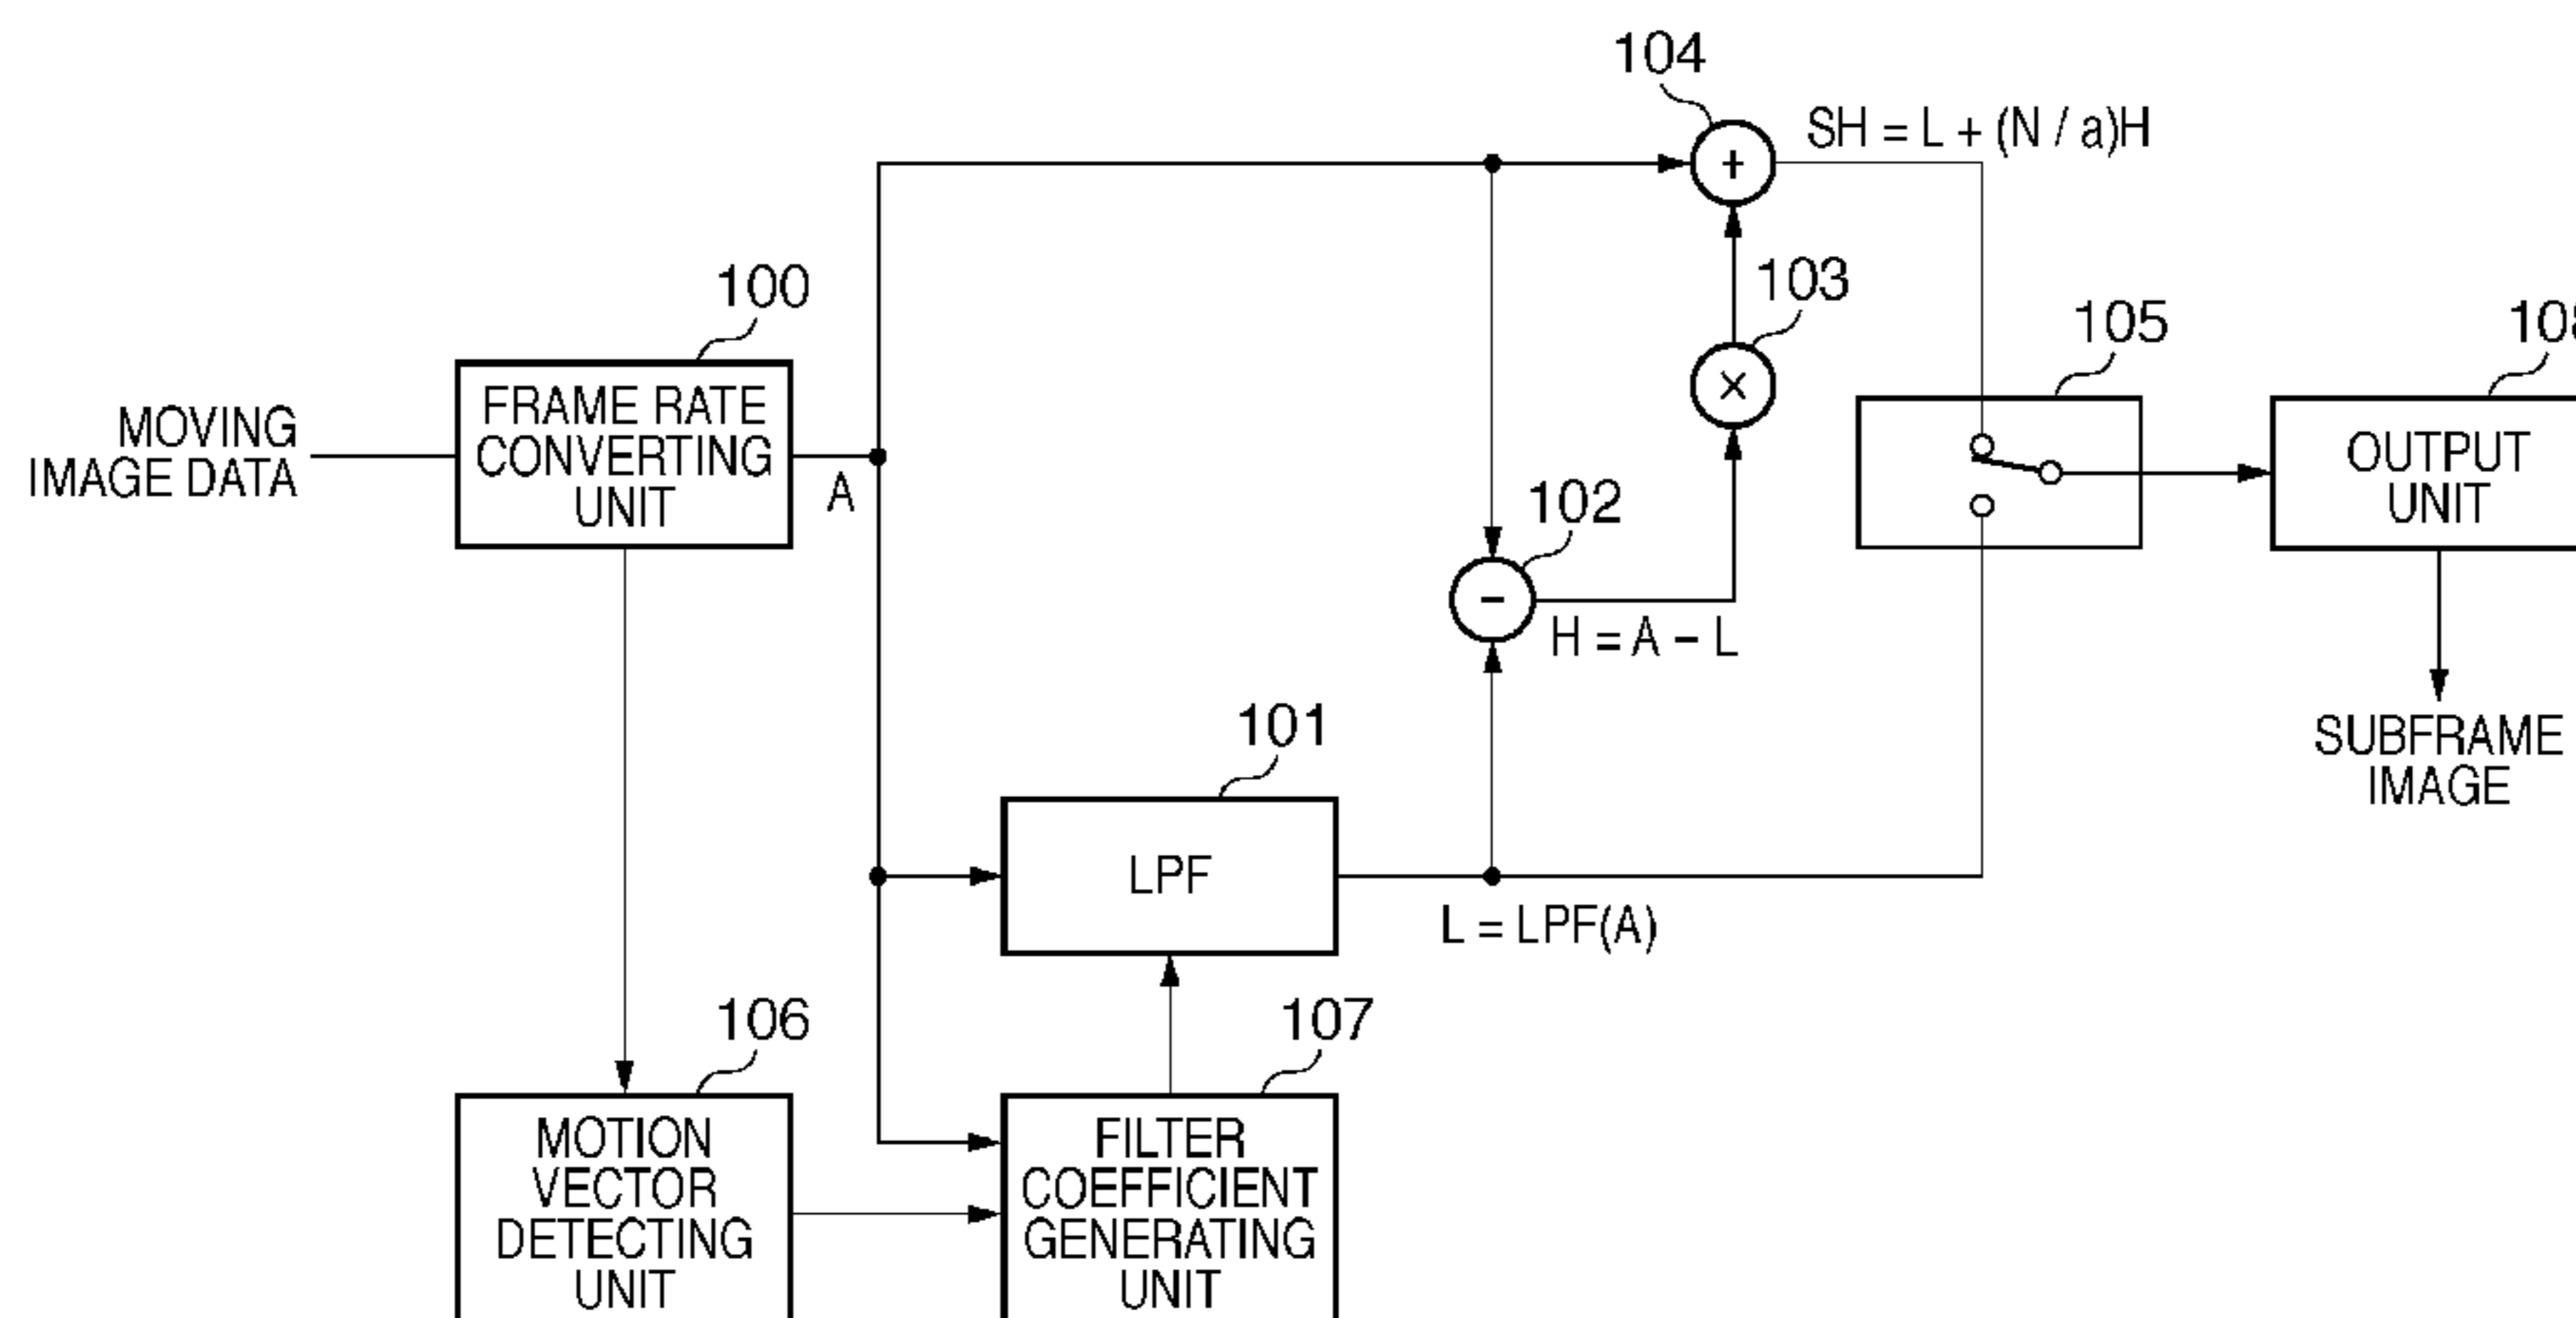 104
SH = L + (N / a)H
+
100
103
105
MOVING
IMAGE DATA
FRAME RATE
CONVERTING
UNIT
A
×
OUTPUT
UNIT
102
-
H = A - L
101
SUBFRAME
IMAGE
LPF
L = LPF(A)
106
107
MOTION
VECTOR
DETECTING
UNIT
FILTER
COEFFICIENT
GENERATING
UNIT